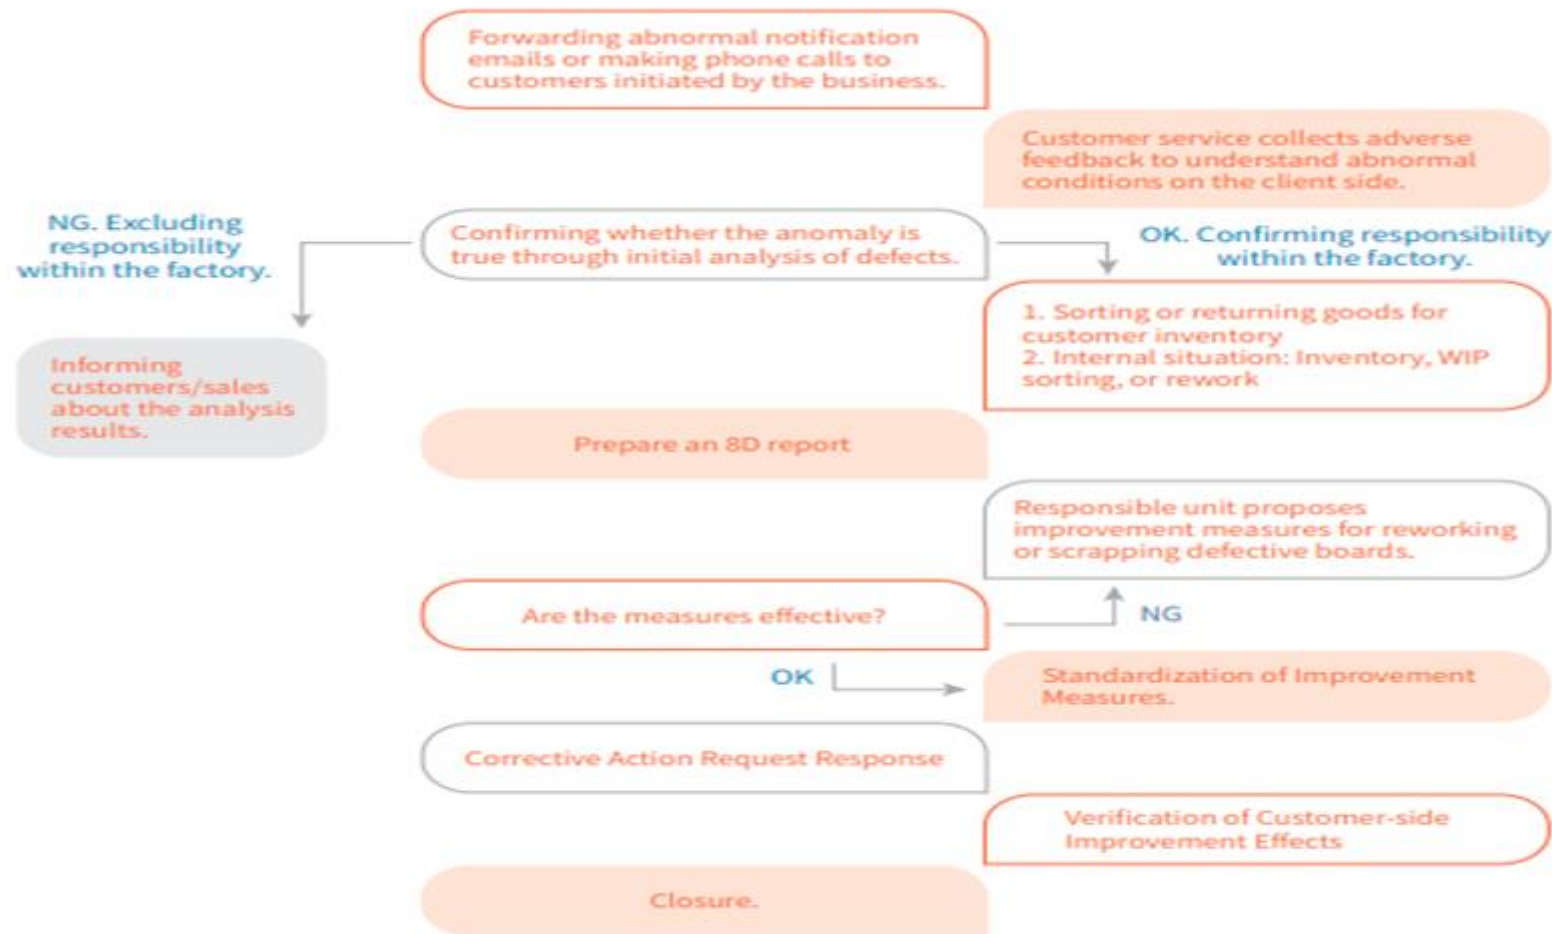 Forwarding abnormal notification
emails or making phone calls to
customers initiated by the business.
Customer service collects adverse
feedback to understand abnormal
conditions on the client side.
NG. Excluding
responsibility
within the factory.
Confirming whether the anomaly is
true through initial analysis of defects.
OK. Confirming responsibility
within the factory.
1. Sorting or returning goods for
customer inventory
2. Internal situation: Inventory, WIP
sorting, or rework
Informing
customers/sales
about the analysis
results.
Prepare an 8D report
Responsible unit proposes
improvement measures for reworking
or scrapping defective boards.
Are the measures effective?
NG
OK
Standardization of Improvement
Measures.
Corrective Action Request Response
Verification of Customer-side
Improvement Effects
Closure.